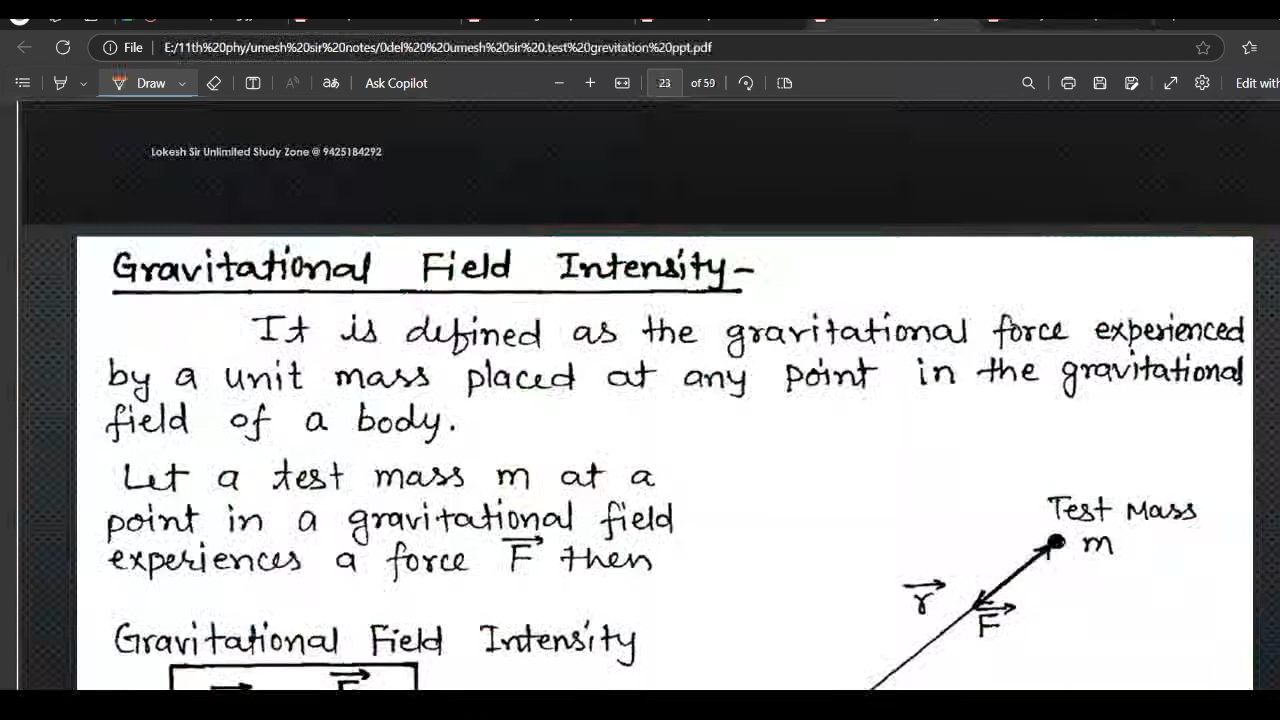 File E:/11th%20phy/umesh%20sir%20notes/0del%20%20umesh%20sir%20.test%20grevitation%20ppt.pdf
Draw aあ Ask Copilot 23 of 59 Edit with
Lokesh Sir Unlimited Study Zone @ 9425184292
Gravitational Field Intensity-
It is defined as the gravitational force experienced
by a unit mass placed at any point in the gravitational
field of a body.
Let a test mass m at a
point in a gravitational field
experiences a force F⃗ then
Test Mass
m
r⃗
F⃗
Gravitational Field Intensity
F⃗